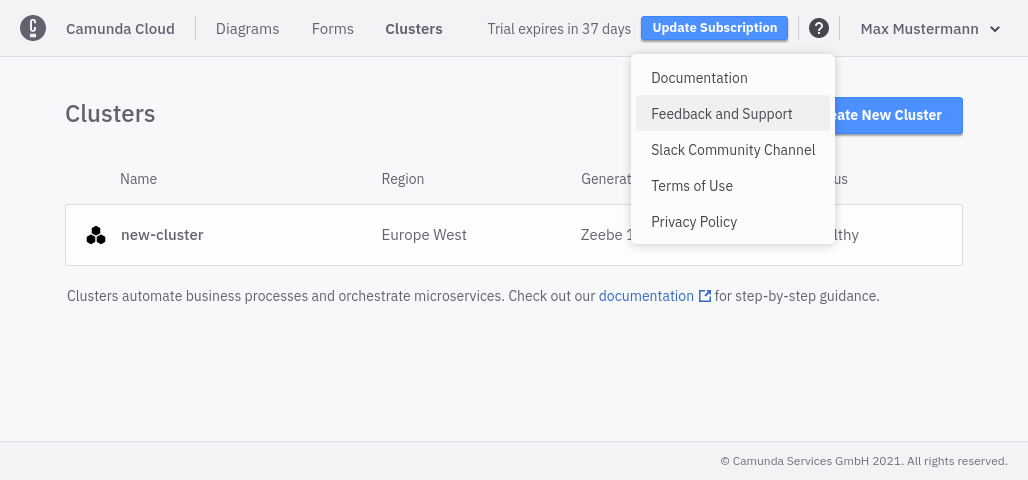 Camunda Cloud Diagrams Forms Clusters Trial expires in 37 days Update Subscription ? Max Mustermann
Documentation
Clusters
Feedback and Support
eate New Cluster
Slack Community Channel
Name Region Generat us
Terms of Use
Privacy Policy
new-cluster Europe West Zeebe 1 lthy
Clusters automate business processes and orchestrate microservices. Check out our documentation for step-by-step guidance.
© Camunda Services GmbH 2021. All rights reserved.